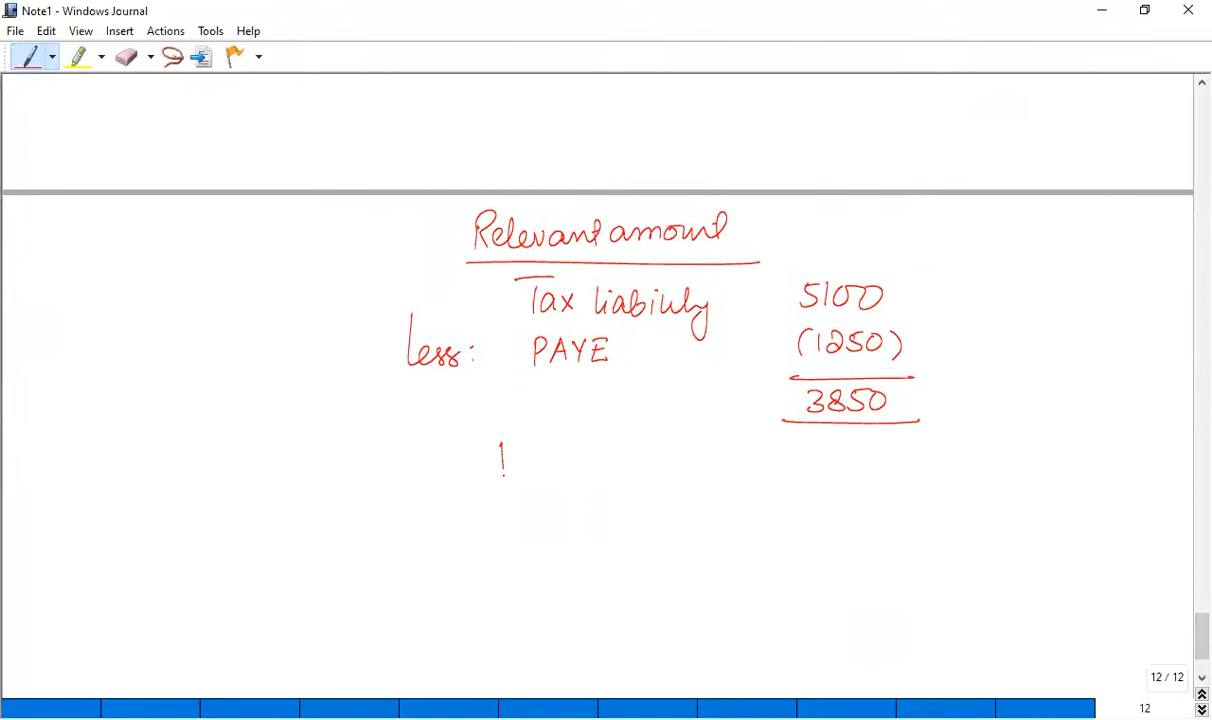 Note1 - Windows Journal
File Edit View Insert Actions Tools Help
Relevant amount
Tax liability 5100
Less: PAYE (1250)
3850
12 / 12
12